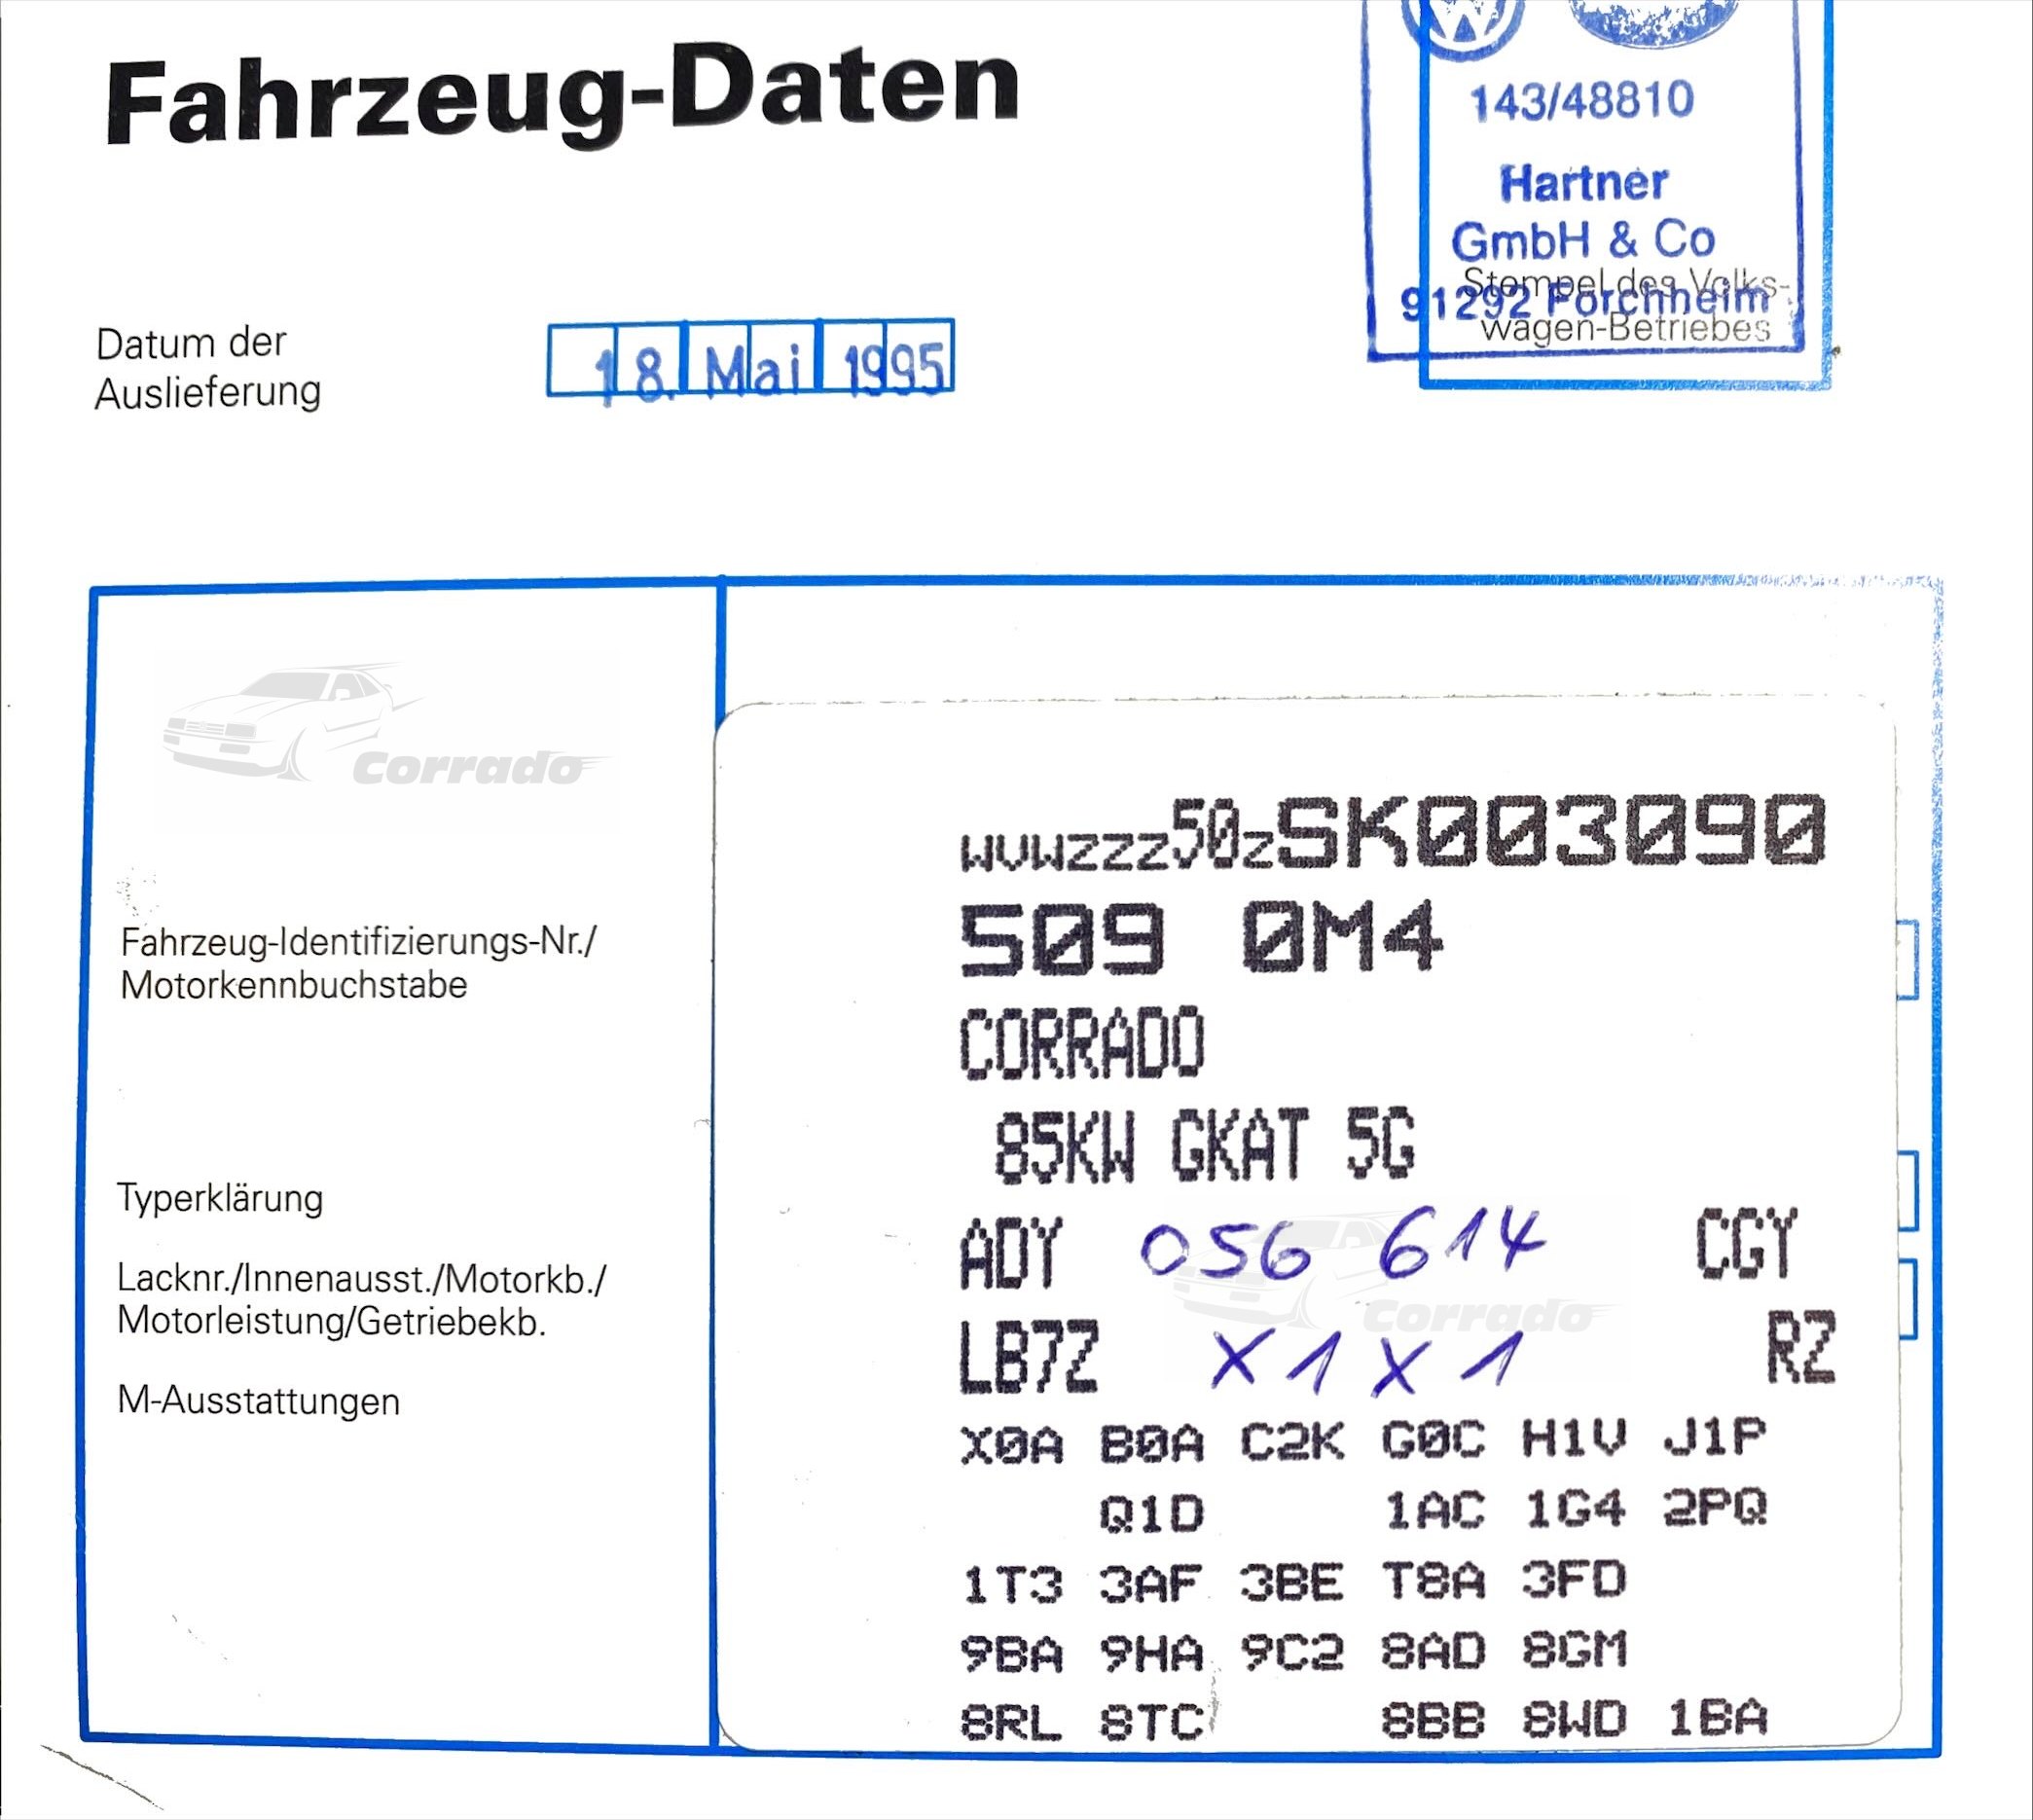 Fahrzeug-Daten
143/48810
Hartner
GmbH & Co
91292 Forchheim
Stempel des Volks-
wagen-Betriebes
Datum der
Auslieferung
18. Mai 1995
Corrado
Fahrzeug-Identifizierungs-Nr./
Motorkennbuchstabe
Typerklärung
Lacknr./Innenausst./Motorkb./
Motorleistung/Getriebekb.
M-Ausstattungen
WVWZZZ50ZSK003090
509 0M4
CORRADO
85KW GKAT 5G
ADY 056 614 CGY
Corrado
LB7Z X1X1 RZ
X0A B0A C2K G0C H1V J1P
Q1D 1AC 1G4 2PQ
1T3 3AF 3BE T8A 3FD
9BA 9HA 9C2 8AD 8GM
8RL 8TC 8BB 8WD 1BA